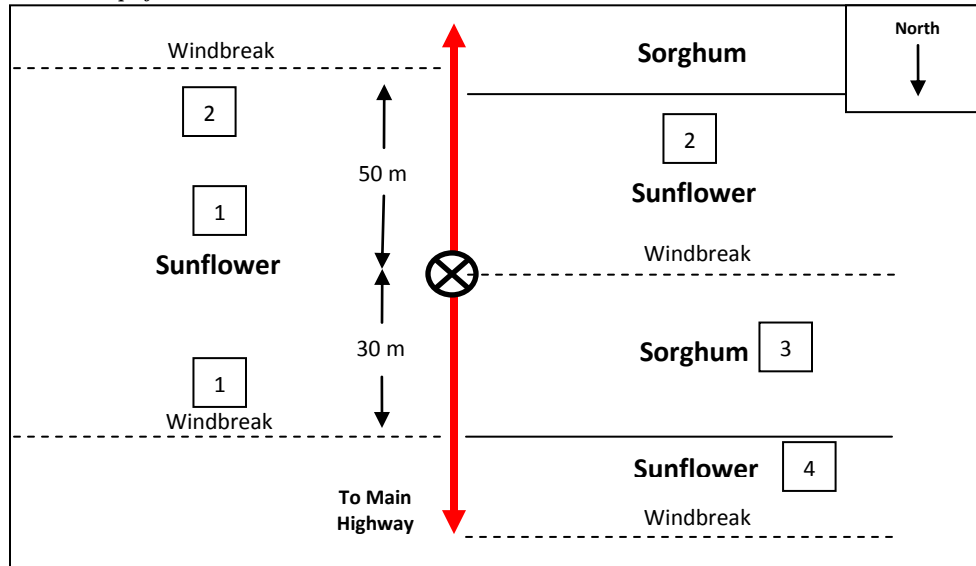 North
Windbreak
Sorghum
2
2
50 m
Sunflower
1
Sunflower
Windbreak
30 m
Sorghum 3
1
Windbreak
Sunflower 4
To Main
Highway
Windbreak